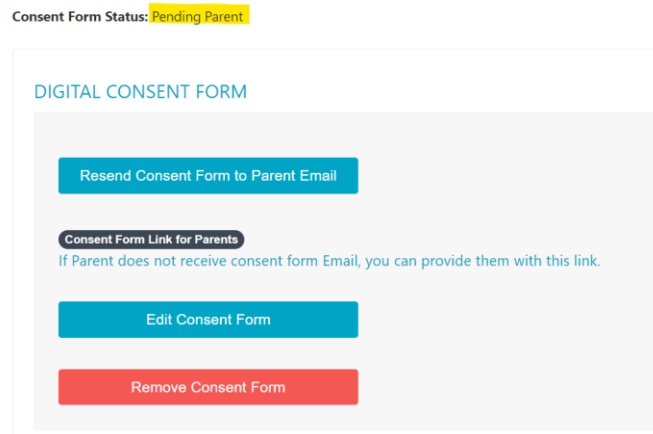 Consent Form Status: Pending Parent
DIGITAL CONSENT FORM
Resend Consent Form to Parent Email
Consent Form Link for Parents
If Parent does not receive consent form Email, you can provide them with this link.
Edit Consent Form
Remove Consent Form